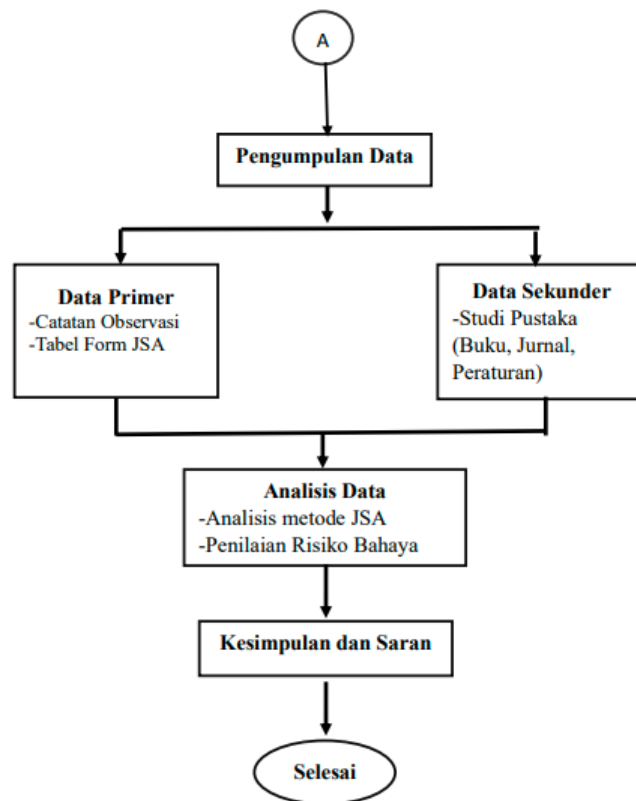 A
Pengumpulan Data
Data Primer
-Catatan Observasi
-Tabel Form JSA
Data Sekunder
-Studi Pustaka
(Buku, Jurnal,
Peraturan)
Analisis Data
-Analisis metode JSA
-Penilaian Risiko Bahaya
Kesimpulan dan Saran
Selesai